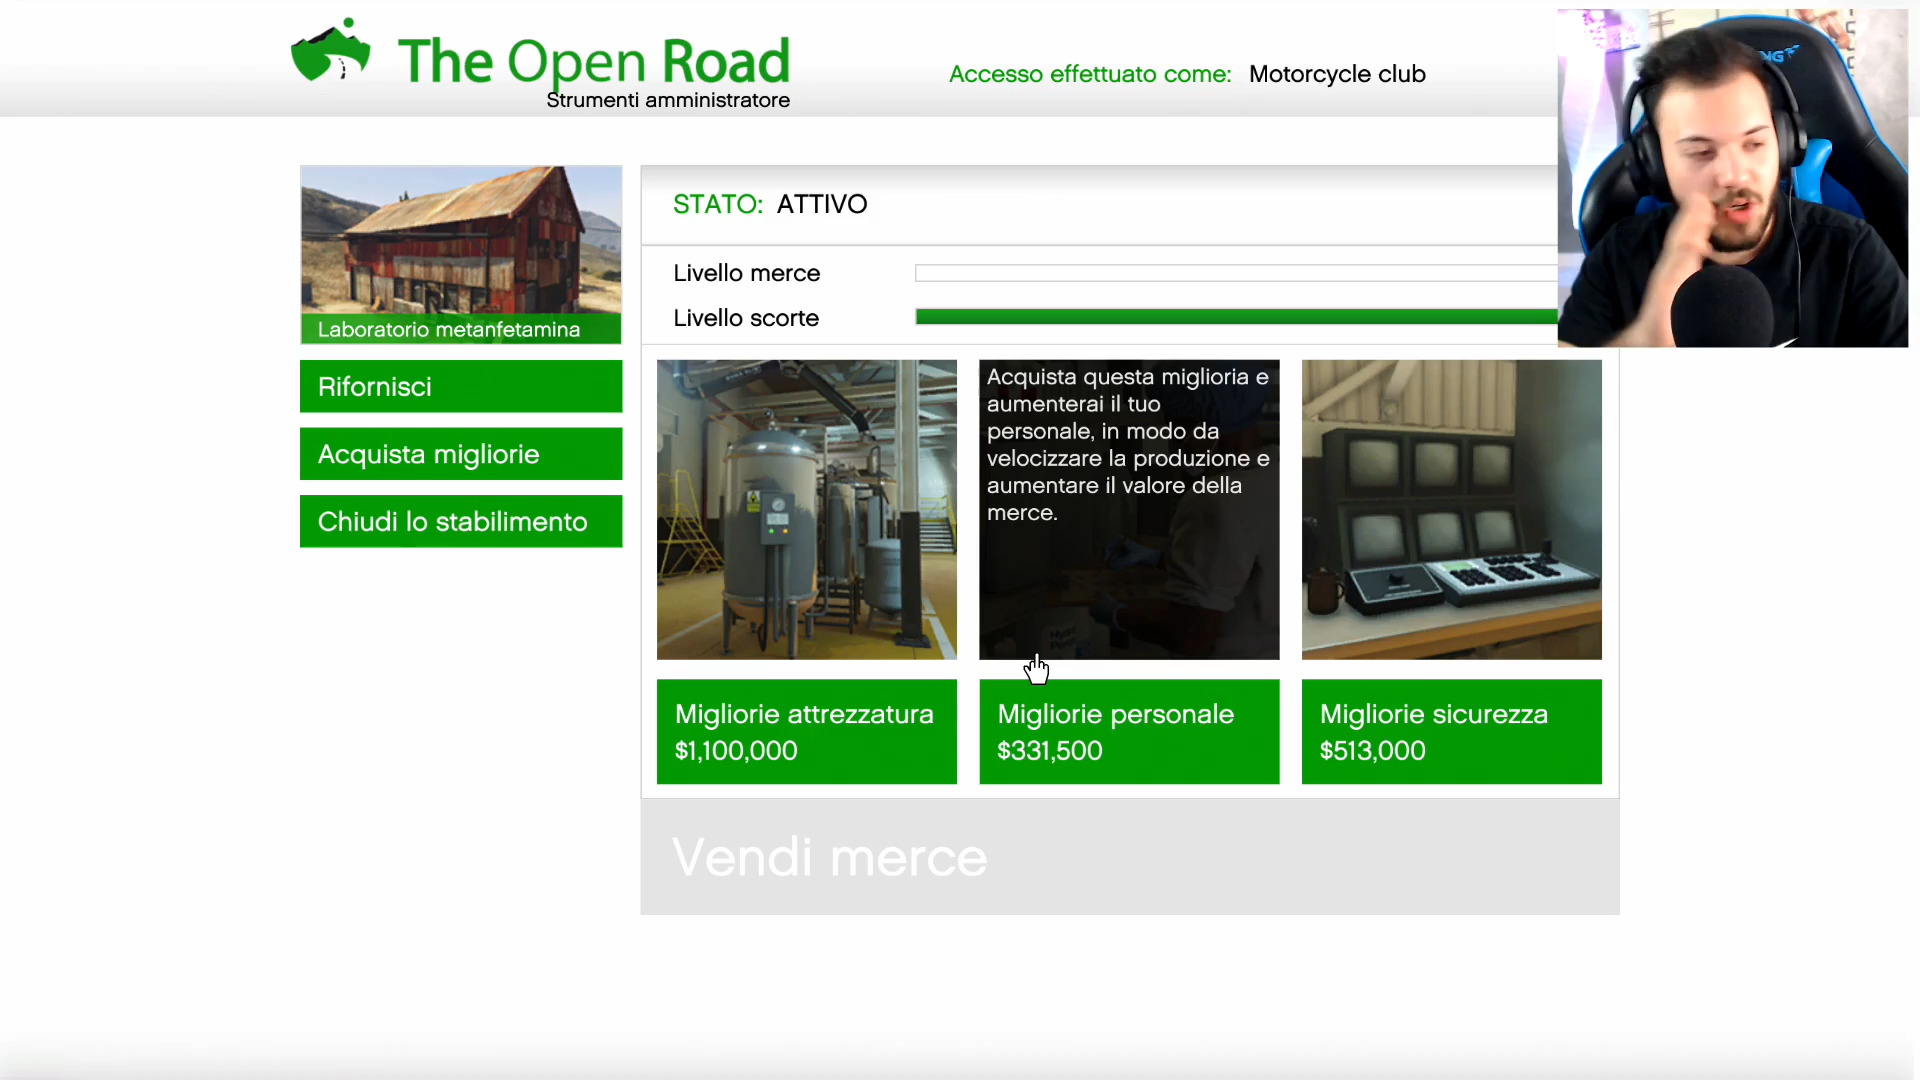 The Open Road
Strumenti amministratore
Accesso effettuato come: Motorcycle club
Laboratorio metanfetamina
Rifornisci
Acquista migliorie
Chiudi lo stabilimento
STATO: ATTIVO
Livello merce
Livello scorte
Acquista questa miglioria e
aumenterai il tuo
personale, in modo da
velocizzare la produzione e
aumentare il valore della
merce.
Migliorie attrezzatura
$1,100,000
Migliorie personale
$331,500
Migliorie sicurezza
$513,000
Vendi merce